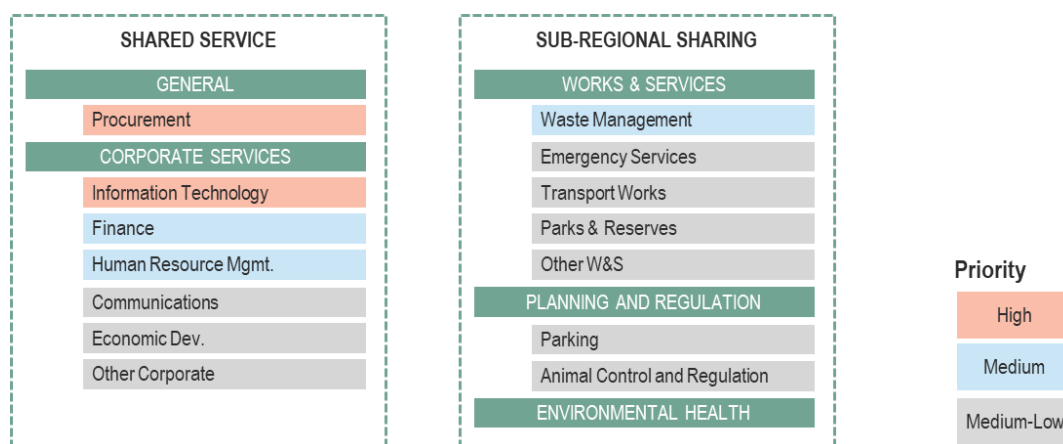 SHARED SERVICE
GENERAL
Procurement
CORPORATE SERVICES
Information Technology
Finance
Human Resource Mgmt.
Communications
Economic Dev.
Other Corporate
SUB-REGIONAL SHARING
WORKS & SERVICES
Waste Management
Emergency Services
Transport Works
Parks & Reserves
Other W&S
PLANNING AND REGULATION
Parking
Animal Control and Regulation
ENVIRONMENTAL HEALTH
Priority
High
Medium
Medium-Low